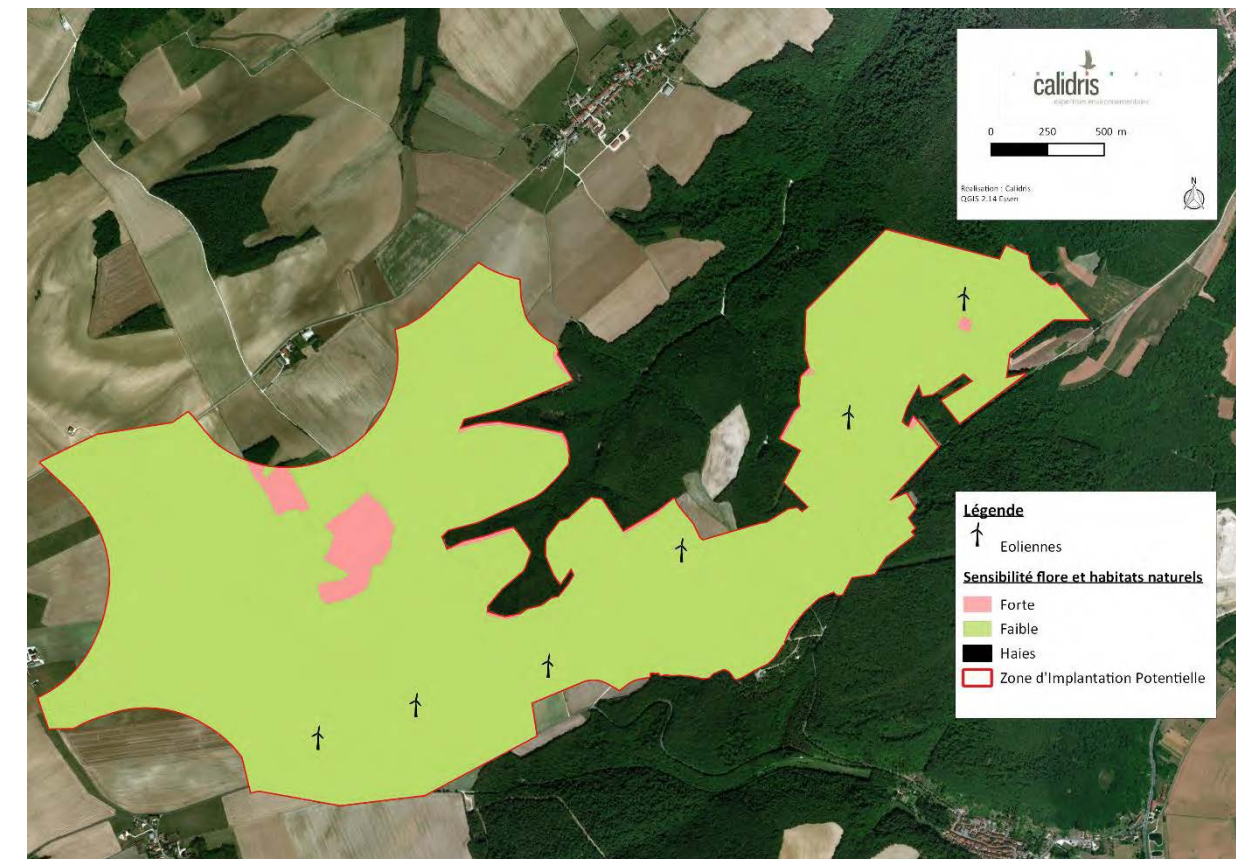 calidris
expertises environnementales
0 250 500 m
N
Réalisation : Calidris
QGIS 2.14 Essen
Légende
Eoliennes
Sensibilité flore et habitats naturels
Forte
Faible
Haies
Zone d'Implantation Potentielle